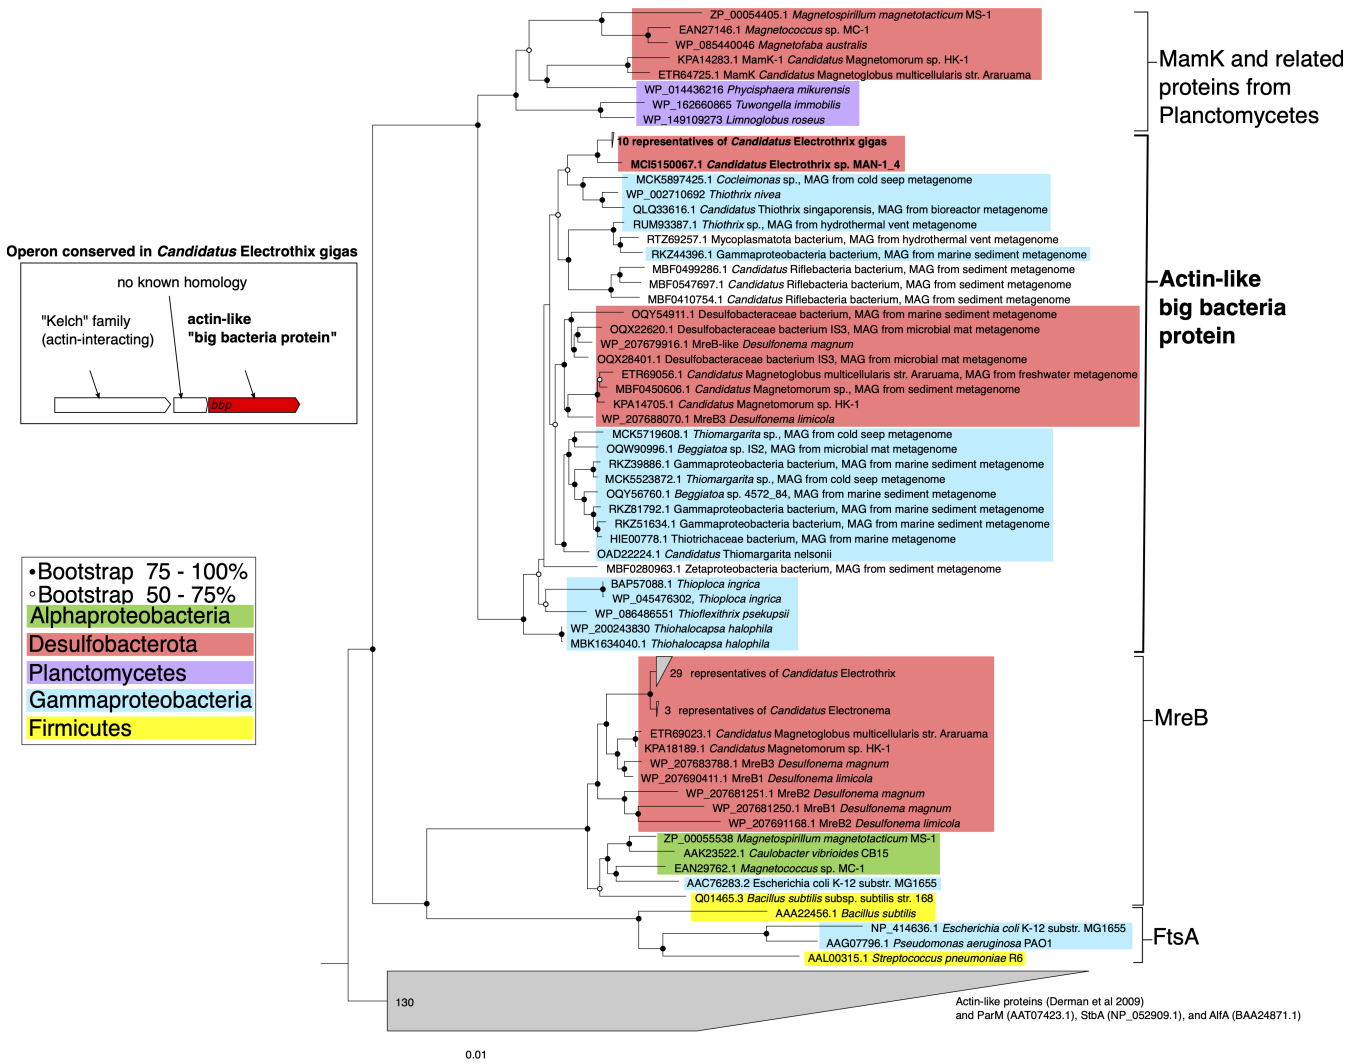 ZP_00054405.1 Magnetospirillum magnetotacticum MS-1
EAN27146.1 Magnetococcus sp. MC-1
WP_085440046 Magnetofaba australis
KPA14283.1 MamK-1 Candidatus Magnetomorum sp. HK-1
ETR64725.1 MamK Candidatus Magnetoglobus multicellularis str. Araruama
WP_014436216 Phycisphaera mikurensis
WP_162660865 Tuwongella immobilis
WP_149109273 Limnoglobus roseus
MamK and related
proteins from
Planctomycetes
10 representatives of Candidatus Electrothrix gigas
MCI5150067.1 Candidatus Electrothrix sp. MAN-1_4
MCK5897425.1 Cocleimonas sp., MAG from cold seep metagenome
WP_002710692 Thiothrix nivea
QLQ33616.1 Candidatus Thiothrix singaporensis, MAG from bioreactor metagenome
RUM93387.1 Thiothrix sp., MAG from hydrothermal vent metagenome
RTZ69257.1 Mycoplasmatota bacterium, MAG from hydrothermal vent metagenome
RKZ44396.1 Gammaproteobacteria bacterium, MAG from marine sediment metagenome
MBF0499286.1 Candidatus Riflebacteria bacterium, MAG from sediment metagenome
MBF0547697.1 Candidatus Riflebacteria bacterium, MAG from sediment metagenome
MBF0410754.1 Candidatus Riflebacteria bacterium, MAG from sediment metagenome
OQY54911.1 Desulfobacteraceae bacterium, MAG from marine sediment metagenome
OQX22620.1 Desulfobacteraceae bacterium IS3, MAG from microbial mat metagenome
WP_207679916.1 MreB-like Desulfonema magnum
OQX28401.1 Desulfobacteraceae bacterium IS3, MAG from microbial mat metagenome
ETR69056.1 Candidatus Magnetoglobus multicellularis str. Araruama, MAG from freshwater metagenome
MBF0450606.1 Candidatus Magnetomorum sp., MAG from sediment metagenome
KPA14705.1 Candidatus Magnetomorum sp. HK-1
WP_207688070.1 MreB3 Desulfonema limicola
MCK5719608.1 Thiomargarita sp., MAG from cold seep metagenome
OQW90996.1 Beggiatoa sp. IS2, MAG from microbial mat metagenome
RKZ39886.1 Gammaproteobacteria bacterium, MAG from marine sediment metagenome
MCK5523872.1 Thiomargarita sp., MAG from cold seep metagenome
OQY56760.1 Beggiatoa sp. 4572_84, MAG from marine sediment metagenome
RKZ81792.1 Gammaproteobacteria bacterium, MAG from marine sediment metagenome
RKZ51634.1 Gammaproteobacteria bacterium, MAG from marine sediment metagenome
HIE00778.1 Thiotrichaceae bacterium, MAG from marine metagenome
OAD22224.1 Candidatus Thiomargarita nelsonii
MBF0280963.1 Zetaproteobacteria bacterium, MAG from sediment metagenome
BAP57088.1 Thioploca ingrica
WP_045476302, Thioploca ingrica
WP_086486551 Thioflexithrix psekupsii
WP_200243830 Thiohalocapsa halophila
MBK1634040.1 Thiohalocapsa halophila
Actin-like
big bacteria
protein
Operon conserved in Candidatus Electrothix gigas
no known homology
"Kelch" family
(actin-interacting)
actin-like
"big bacteria protein"
bbp
Bootstrap 75 - 100%
Bootstrap 50 - 75%
Alphaproteobacteria
Desulfobacterota
Planctomycetes
Gammaproteobacteria
Firmicutes
29 representatives of Candidatus Electrothrix
3 representatives of Candidatus Electronema
ETR69023.1 Candidatus Magnetoglobus multicellularis str. Araruama
KPA18189.1 Candidatus Magnetomorum sp. HK-1
WP_207683788.1 MreB3 Desulfonema magnum
WP_207690411.1 MreB1 Desulfonema limicola
WP_207681251.1 MreB2 Desulfonema magnum
WP_207681250.1 MreB1 Desulfonema magnum
WP_207691168.1 MreB2 Desulfonema limicola
ZP_00055538 Magnetospirillum magnetotacticum MS-1
AAK23522.1 Caulobacter vibrioides CB15
EAN29762.1 Magnetococcus sp. MC-1
AAC76283.2 Escherichia coli K-12 substr. MG1655
Q01465.3 Bacillus subtilis subsp. subtilis str. 168
MreB
AAA22456.1 Bacillus subtilis
NP_414636.1 Escherichia coli K-12 substr. MG1655
AAG07796.1 Pseudomonas aeruginosa PAO1
AAL00315.1 Streptococcus pneumoniae R6
FtsA
130
Actin-like proteins (Derman et al 2009)
and ParM (AAT07423.1), StbA (NP_052909.1), and AlfA (BAA24871.1)
0.01